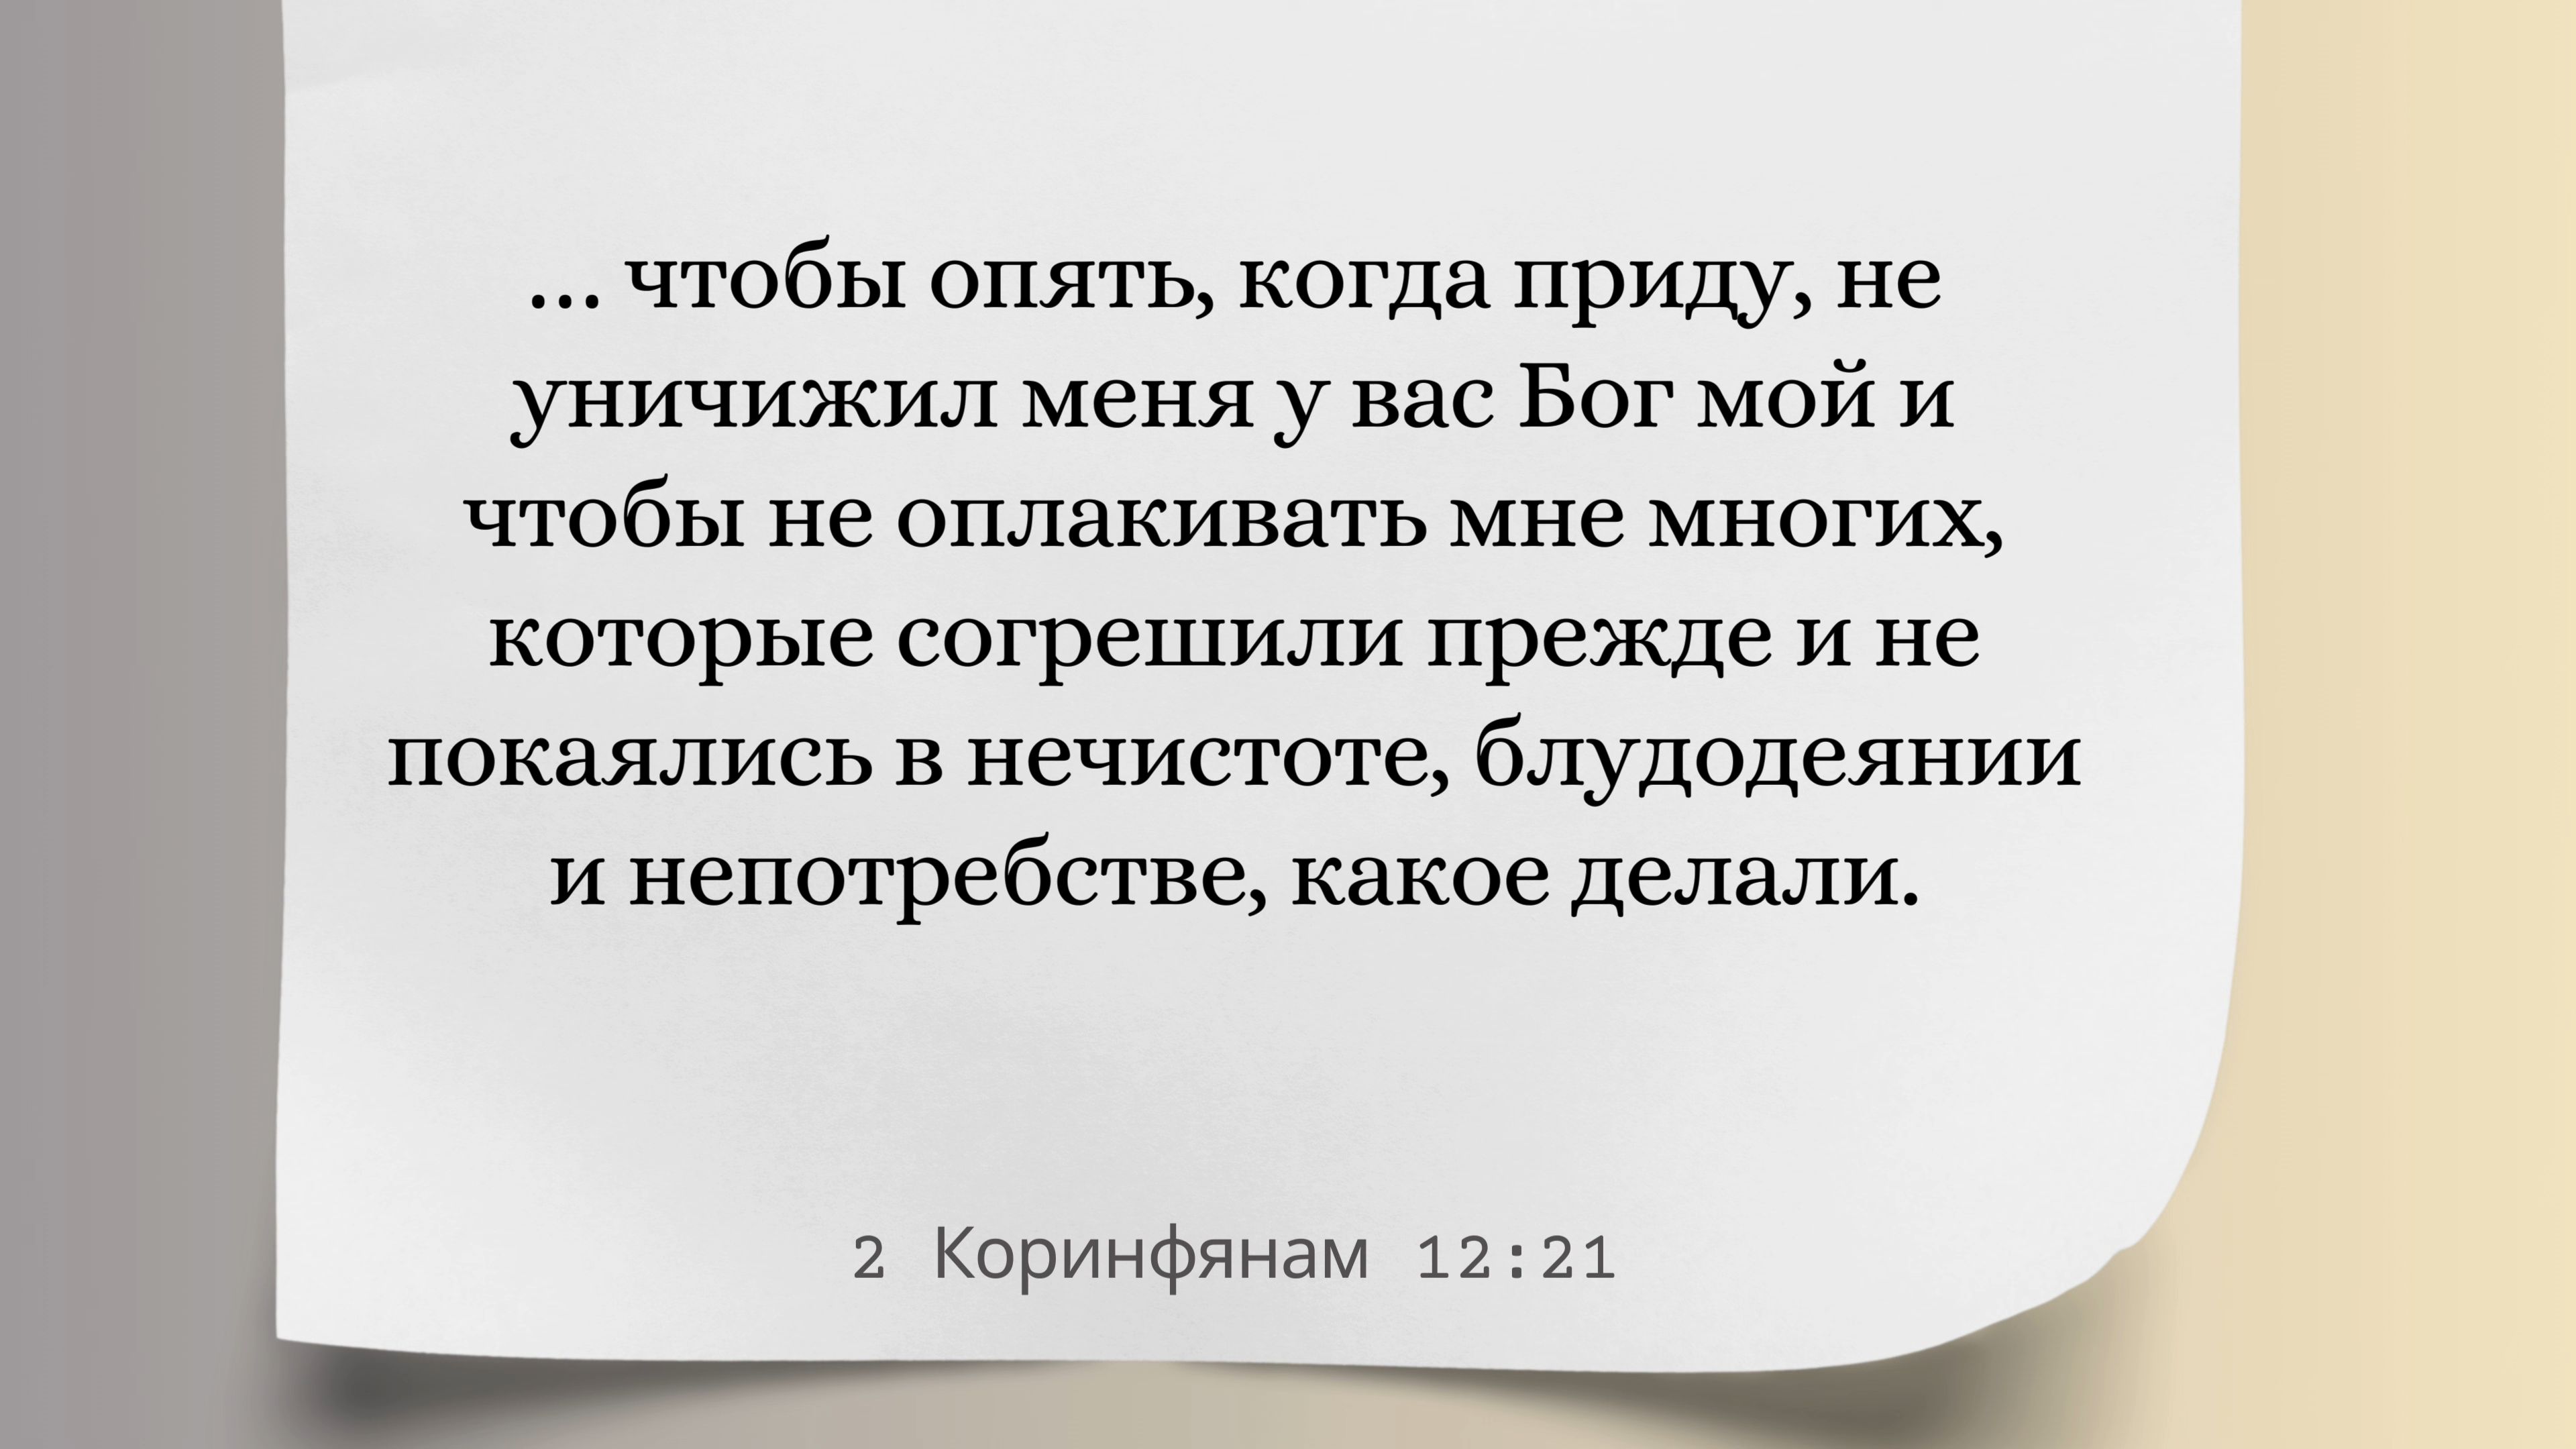 ... чтобы опять, когда приду, не
уничижил меня у вас Бог мой и
чтобы не оплакивать мне многих,
которые согрешили прежде и не
покаялись в нечистоте, блудодеянии
и непотребстве, какое делали.
2 Коринфянам 12:21